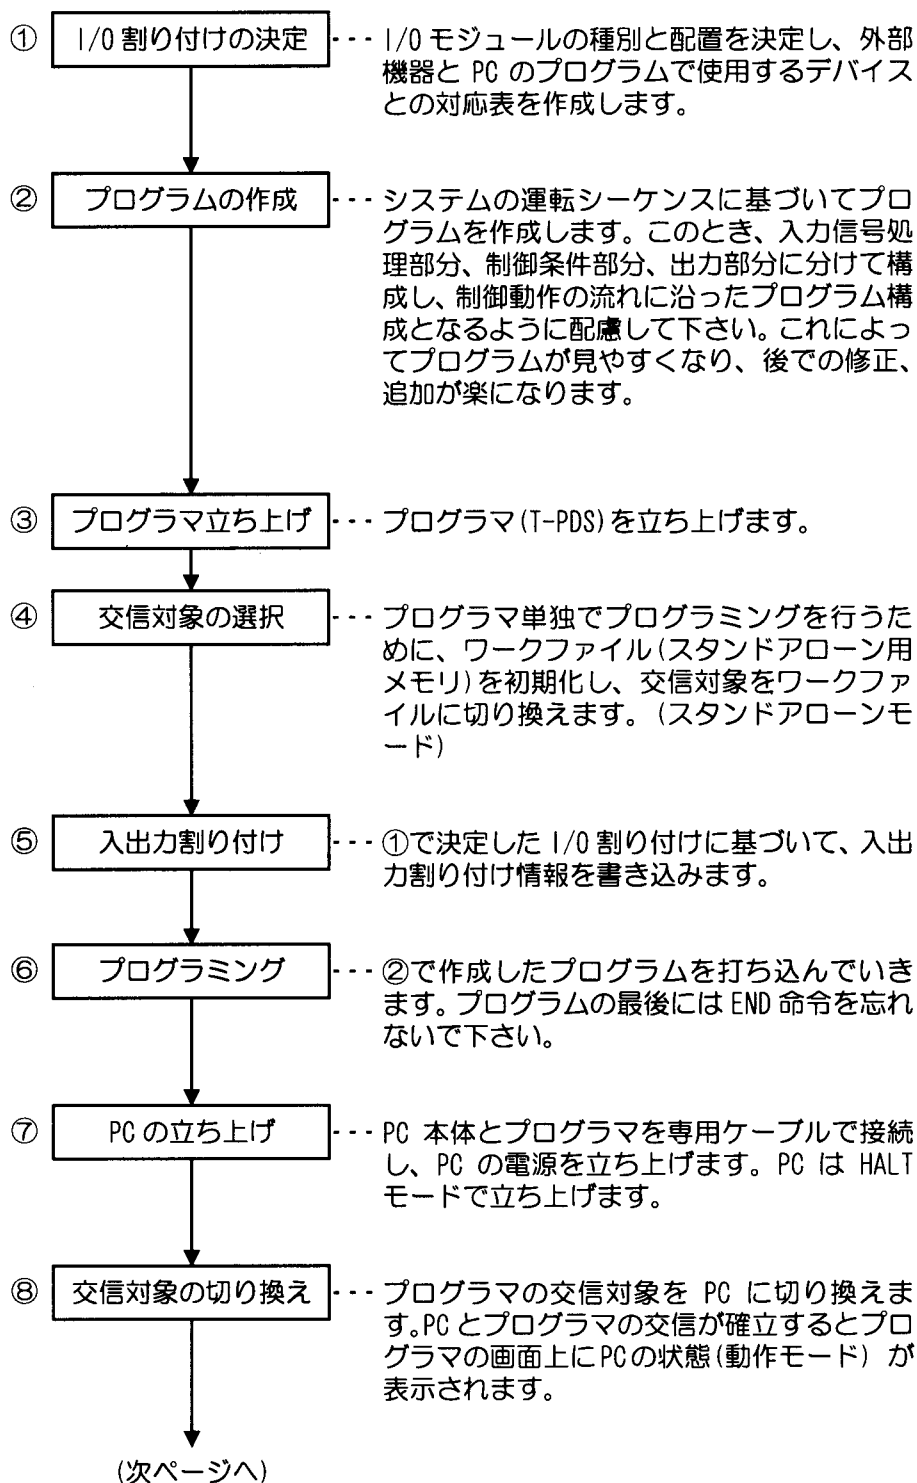 ① I/O 割り付けの決定 --- I/O モジュールの種別と配置を決定し、外部
機器と PC のプログラムで使用するデバイス
との対応表を作成します。
② プログラムの作成 --- システムの運転シーケンスに基づいてプロ
グラムを作成します。このとき、入力信号処
理部分、制御条件部分、出力部分に分けて構
成し、制御動作の流れに沿ったプログラム構
成となるように配慮して下さい。これによっ
てプログラムが見やすくなり、後での修正、
追加が楽になります。
③ プログラマ立ち上げ --- プログラマ(T-PDS)を立ち上げます。
④ 交信対象の選択 --- プログラマ単独でプログラミングを行うた
めに、ワークファイル(スタンドアローン用
メモリ)を初期化し、交信対象をワークファ
イルに切り換えます。(スタンドアローンモ
ード)
⑤ 入出力割り付け --- ①で決定した I/O 割り付けに基づいて、入出
力割り付け情報を書き込みます。
⑥ プログラミング --- ②で作成したプログラムを打ち込んでいき
ます。プログラムの最後には END 命令を忘れ
ないで下さい。
⑦ PC の立ち上げ --- PC 本体とプログラマを専用ケーブルで接続
し、PC の電源を立ち上げます。PC は HALT
モードで立ち上げます。
⑧ 交信対象の切り換え --- プログラマの交信対象を PC に切り換えま
す。PC とプログラマの交信が確立するとプロ
グラマの画面上に PC の状態(動作モード) が
表示されます。
(次ページへ)